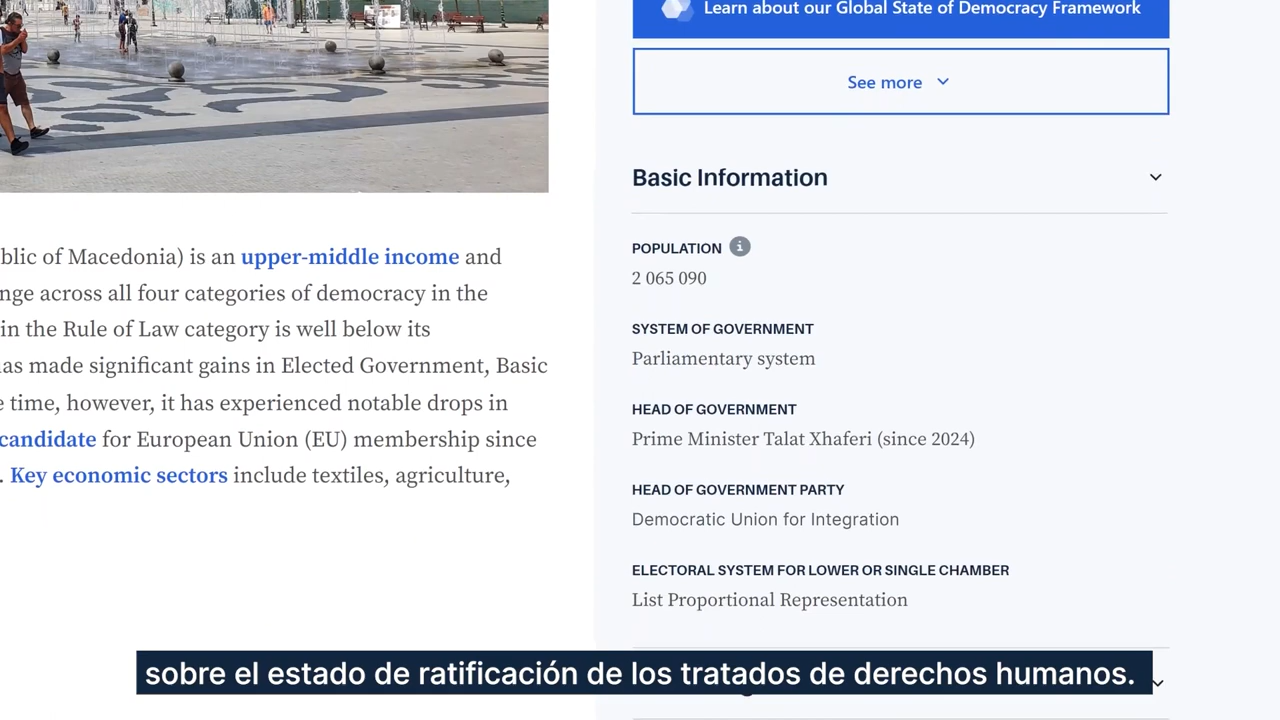 Learn about our Global State of Democracy Framework
See more
Basic Information
POPULATION
2 065 090
SYSTEM OF GOVERNMENT
Parliamentary system
HEAD OF GOVERNMENT
Prime Minister Talat Xhaferi (since 2024)
HEAD OF GOVERNMENT PARTY
Democratic Union for Integration
ELECTORAL SYSTEM FOR LOWER OR SINGLE CHAMBER
List Proportional Representation
blic of Macedonia) is an upper-middle income and
nge across all four categories of democracy in the
in the Rule of Law category is well below its
as made significant gains in Elected Government, Basic
e time, however, it has experienced notable drops in
candidate for European Union (EU) membership since
. Key economic sectors include textiles, agriculture,
sobre el estado de ratificación de los tratados de derechos humanos.